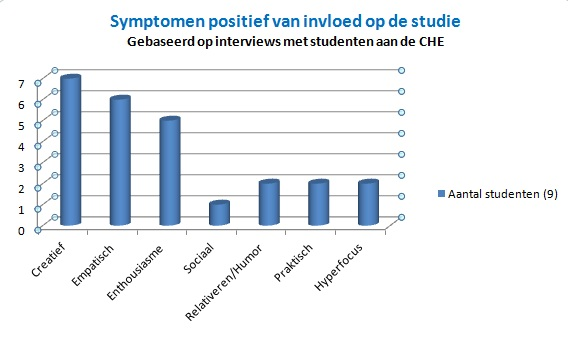 Symptomen positief van invloed op de studie
Gebaseerd op interviews met studenten aan de CHE
7
6
5
4
3
2
1
0
Creatief
Empatisch
Enthousiasme
Sociaal
Relativeren/Humor
Praktisch
Hyperfocus
Aantal studenten (9)